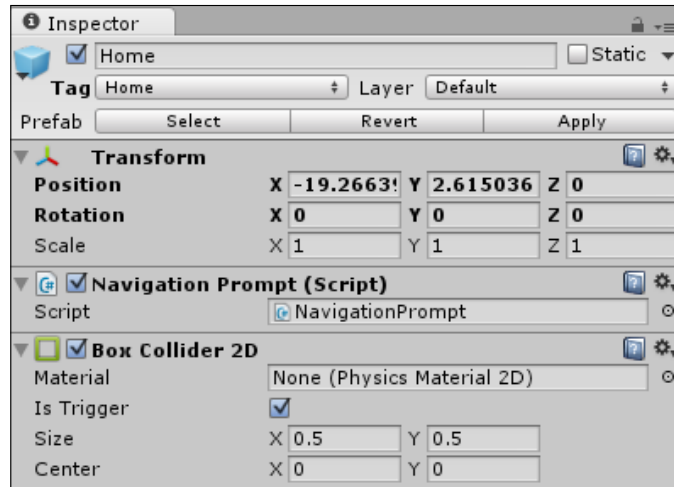 Inspector
Home Static
Tag Home Layer Default
Prefab Select Revert Apply
Transform
Position X -19.26639 Y 2.615036 Z 0
Rotation X 0 Y 0 Z 0
Scale X 1 Y 1 Z 1
Navigation Prompt (Script)
Script NavigationPrompt
Box Collider 2D
Material None (Physics Material 2D)
Is Trigger
Size X 0.5 Y 0.5
Center X 0 Y 0